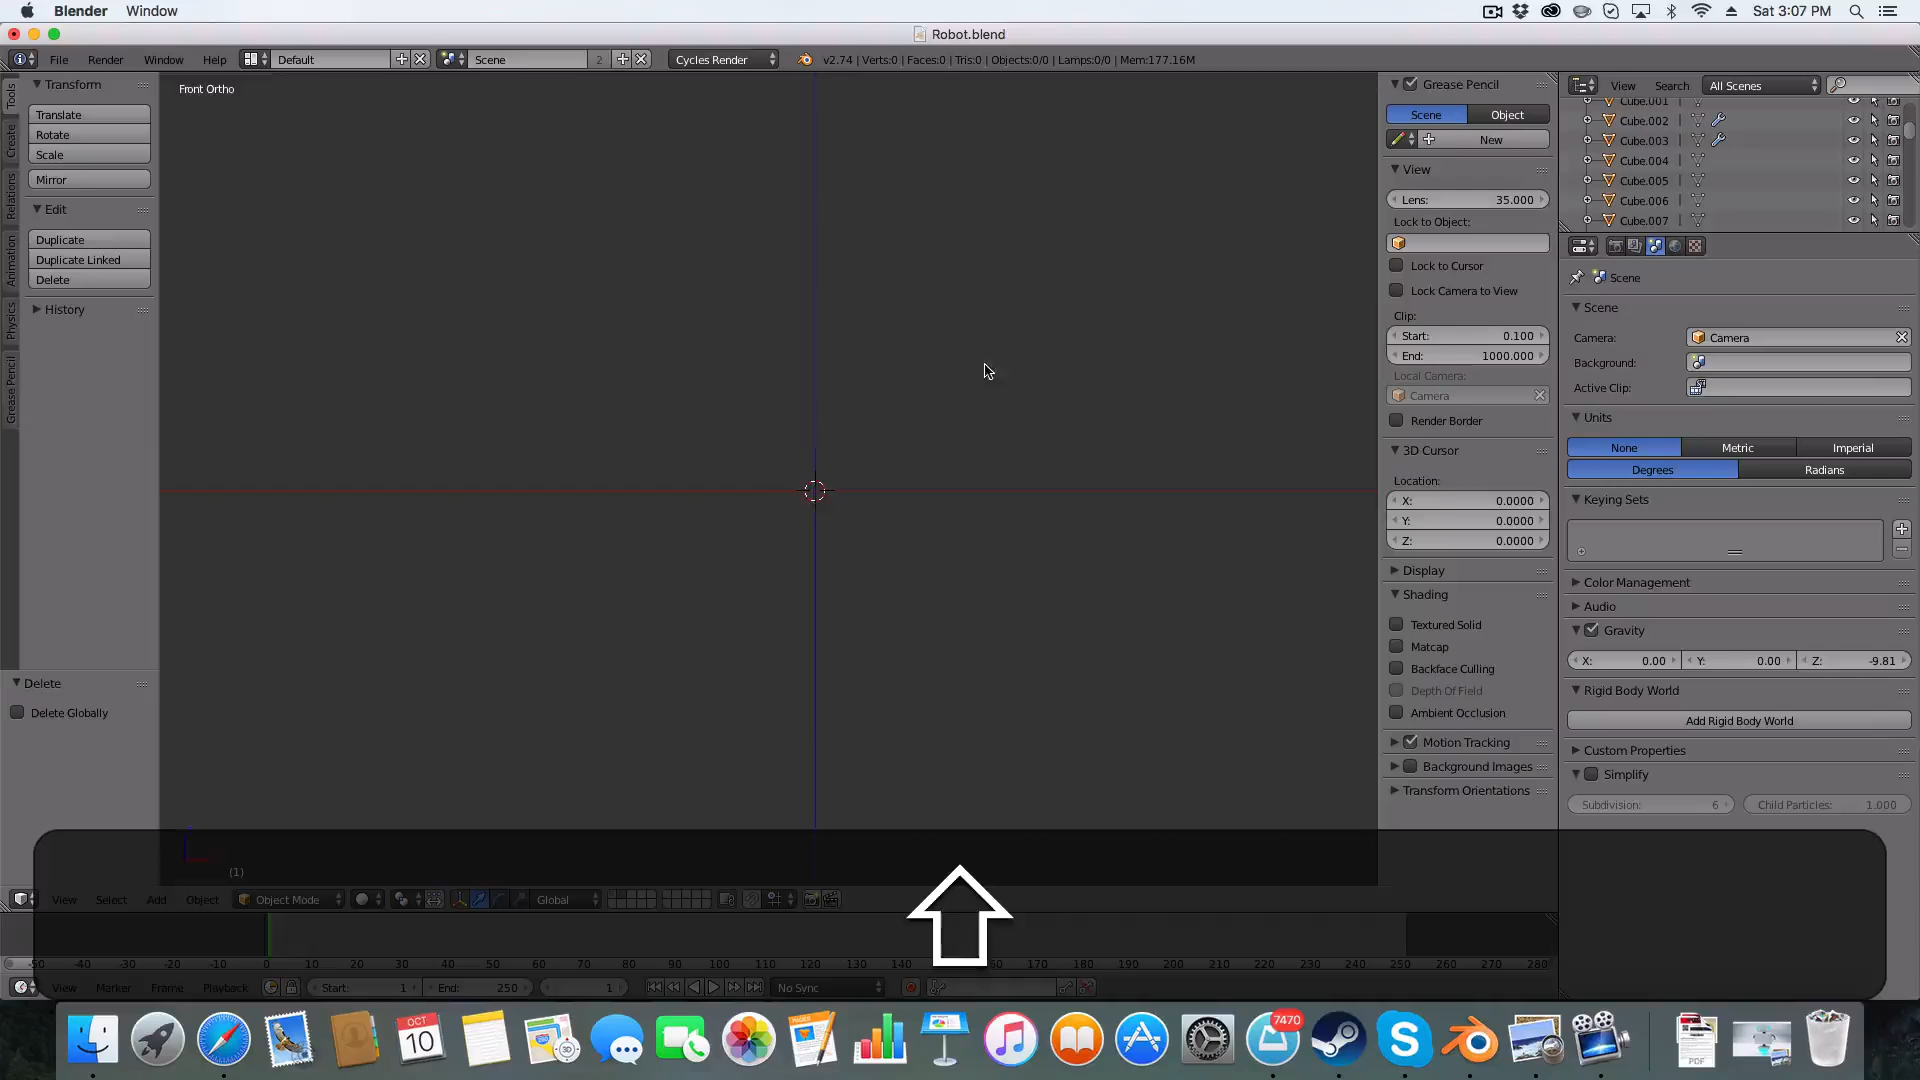 Blender Window
Sat 3:07 PM
Robot.blend
File Render Window Help
Default
Scene 2
Cycles Render
v2.74 | Verts:0 | Faces:0 | Tris:0 | Objects:0/0 | Lamps:0/0 | Mem:177.16M
Tools
Create
Relations
Animation
Physics
Grease Pencil
Transform
Translate
Rotate
Scale
Mirror
Edit
Duplicate
Duplicate Linked
Delete
History
Delete
Delete Globally
Front Ortho
(1)
Grease Pencil
Scene Object
New
View
Lens: 35.000
Lock to Object:
Lock to Cursor
Lock Camera to View
Clip:
Start: 0.100
End: 1000.000
Local Camera:
Camera
Render Border
3D Cursor
Location:
X: 0.0000
Y: 0.0000
Z: 0.0000
Display
Shading
Textured Solid
Matcap
Backface Culling
Depth Of Field
Ambient Occlusion
Motion Tracking
Background Images
Transform Orientations
View Search All Scenes
Cube.001
Cube.002
Cube.003
Cube.004
Cube.005
Cube.006
Cube.007
Scene
Scene
Camera: Camera
Background:
Active Clip:
Units
None Metric Imperial
Degrees Radians
Keying Sets
Color Management
Audio
Gravity
X: 0.00 Y: 0.00 Z: -9.81
Rigid Body World
Add Rigid Body World
Custom Properties
Simplify
Subdivision: 6 Child Particles: 1.000
View Select Add Object Object Mode Global
-50 -40 -30 -20 -10 0 10 20 30 40 50 60 70 80 90 100 110 120 130 140 170 180 190 200 210 220 230 240 250 260 270 280
View Marker Frame Playback Start: 1 End: 250 1 No Sync
OCT
10
PAGES
7470
PDF